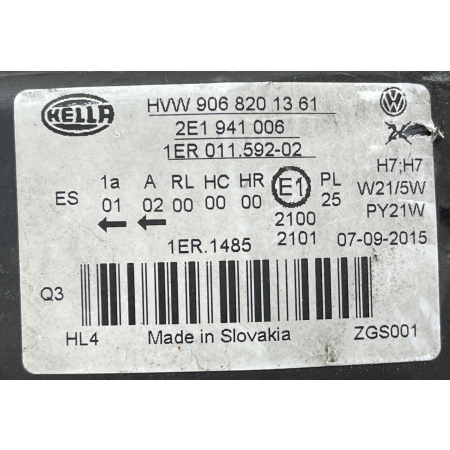 HELLA
HVW 906 820 13 61
2E1 941 006
1ER 011.592-02
H7;H7
W21/5W
PY21W
1a A RL HC HR E1 PL
ES 01 02 00 00 00 25
2100
1ER.1485 2101 07-09-2015
Q3
HL4 Made in Slovakia ZGS001